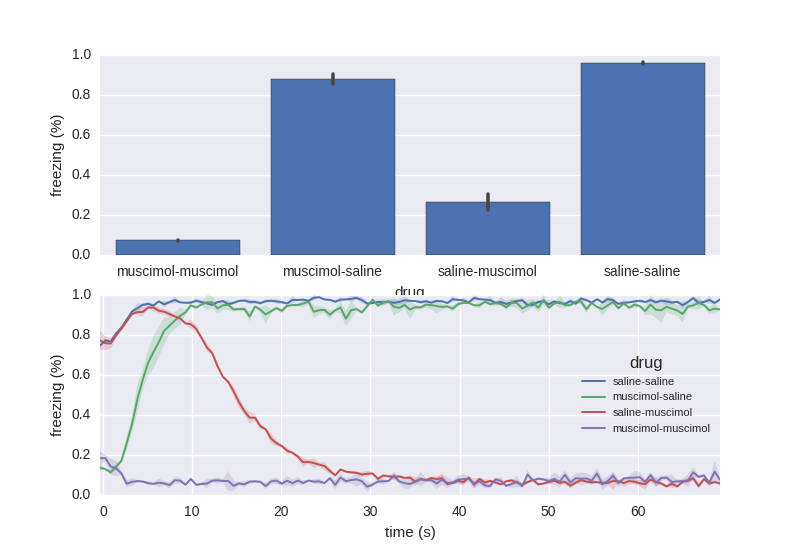 1.0
0.8
0.6
0.4
0.2
0.0
freezing (%)
muscimol-muscimol muscimol-saline saline-muscimol saline-saline
drug
1.0
0.8
0.6
0.4
0.2
0.0
freezing (%)
drug
saline-saline
muscimol-saline
saline-muscimol
muscimol-muscimol
0 10 20 30 40 50 60
time (s)